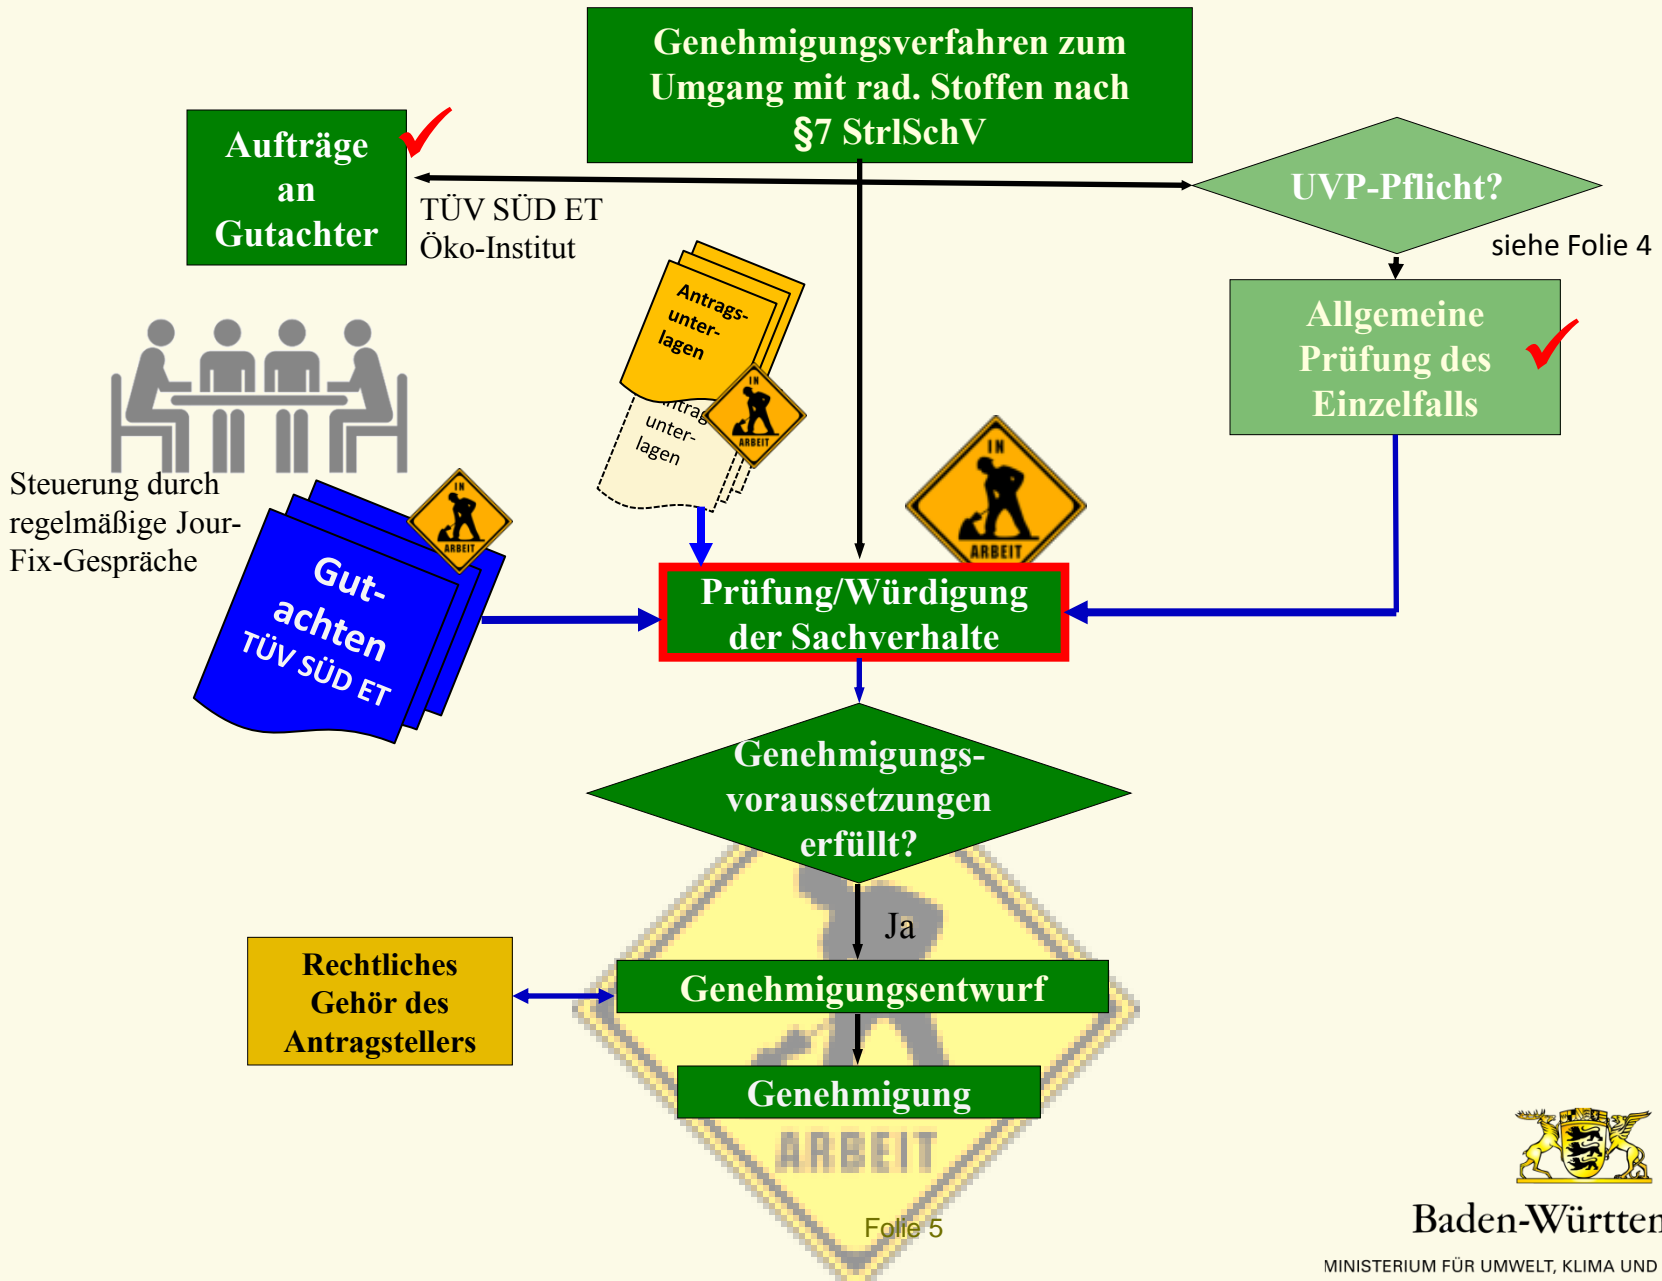 Genehmigungsverfahren zum
Umgang mit rad. Stoffen nach
§7 StrlSchV
Aufträge
an
Gutachter
TÜV SÜD ET
Öko-Institut
UVP-Pflicht?
siehe Folie 4
Allgemeine
Prüfung des
Einzelfalls
Antrags-
unter-
lagen
unter-
lagen
IN
ARBEIT
Steuerung durch
regelmäßige Jour-
Fix-Gespräche
IN
ARBEIT
Gut-
achten
TÜV SÜD ET
IN
ARBEIT
Prüfung/Würdigung
der Sachverhalte
Genehmigungs-
voraussetzungen
erfüllt?
Ja
Rechtliches
Gehör des
Antragstellers
Genehmigungsentwurf
Genehmigung
ARBEIT
Folie 5
MINISTERIUM FÜR UMWELT, KLIMA UND